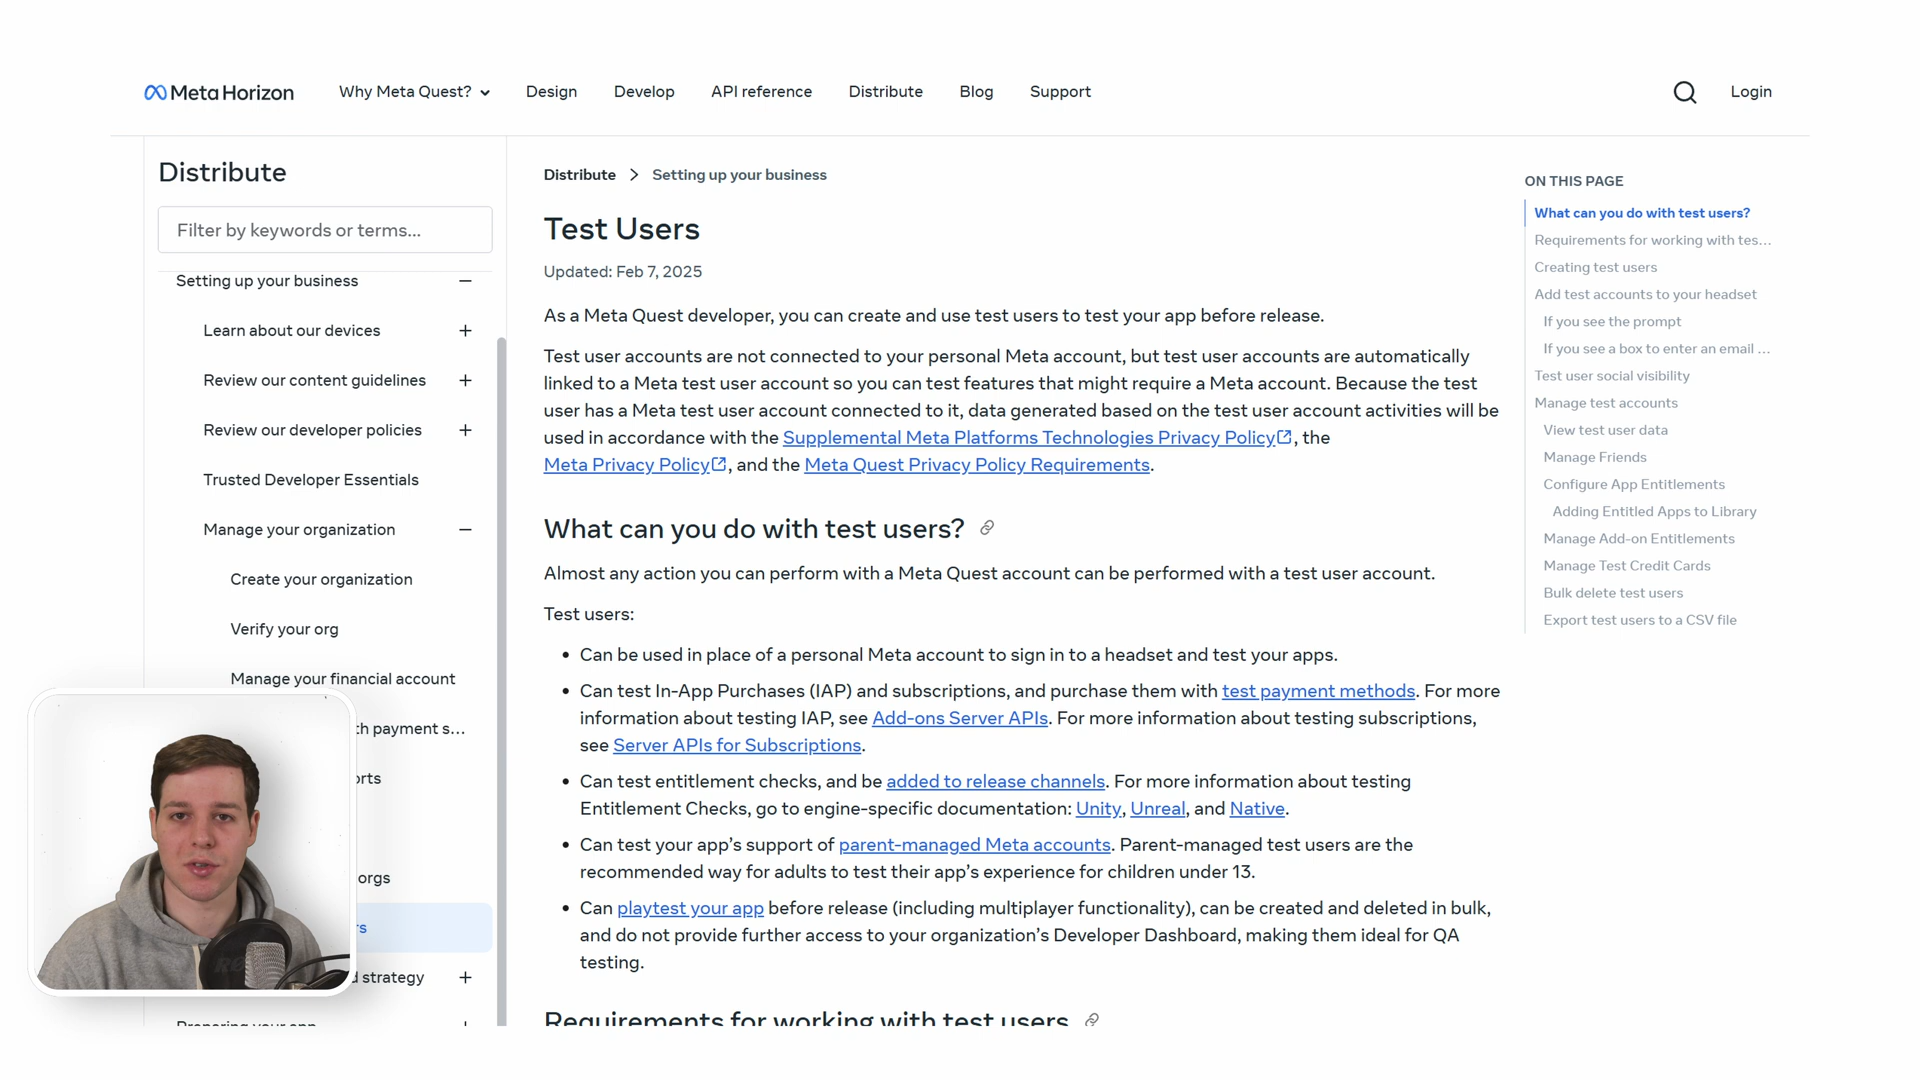 Meta Horizon
Why Meta Quest?
Design
Develop
API reference
Distribute
Blog
Support
Login
Distribute
Filter by keywords or terms...
Setting up your business
Learn about our devices
Review our content guidelines
Review our developer policies
Trusted Developer Essentials
Manage your organization
Create your organization
Verify your org
Manage your financial account
th payment s...
orts
orgs
rs
d strategy
Preparing your app
Distribute > Setting up your business
Test Users
Updated: Feb 7, 2025
As a Meta Quest developer, you can create and use test users to test your app before release.
Test user accounts are not connected to your personal Meta account, but test user accounts are automatically
linked to a Meta test user account so you can test features that might require a Meta account. Because the test
user has a Meta test user account connected to it, data generated based on the test user account activities will be
used in accordance with the Supplemental Meta Platforms Technologies Privacy Policy, the
Meta Privacy Policy, and the Meta Quest Privacy Policy Requirements.
What can you do with test users?
Almost any action you can perform with a Meta Quest account can be performed with a test user account.
Test users:
• Can be used in place of a personal Meta account to sign in to a headset and test your apps.
• Can test In-App Purchases (IAP) and subscriptions, and purchase them with test payment methods. For more
information about testing IAP, see Add-ons Server APIs. For more information about testing subscriptions,
see Server APIs for Subscriptions.
• Can test entitlement checks, and be added to release channels. For more information about testing
Entitlement Checks, go to engine-specific documentation: Unity, Unreal, and Native.
• Can test your app’s support of parent-managed Meta accounts. Parent-managed test users are the
recommended way for adults to test their app’s experience for children under 13.
• Can playtest your app before release (including multiplayer functionality), can be created and deleted in bulk,
and do not provide further access to your organization’s Developer Dashboard, making them ideal for QA
testing.
Requirements for working with test users
ON THIS PAGE
What can you do with test users?
Requirements for working with tes...
Creating test users
Add test accounts to your headset
If you see the prompt
If you see a box to enter an email ...
Test user social visibility
Manage test accounts
View test user data
Manage Friends
Configure App Entitlements
Adding Entitled Apps to Library
Manage Add-on Entitlements
Manage Test Credit Cards
Bulk delete test users
Export test users to a CSV file